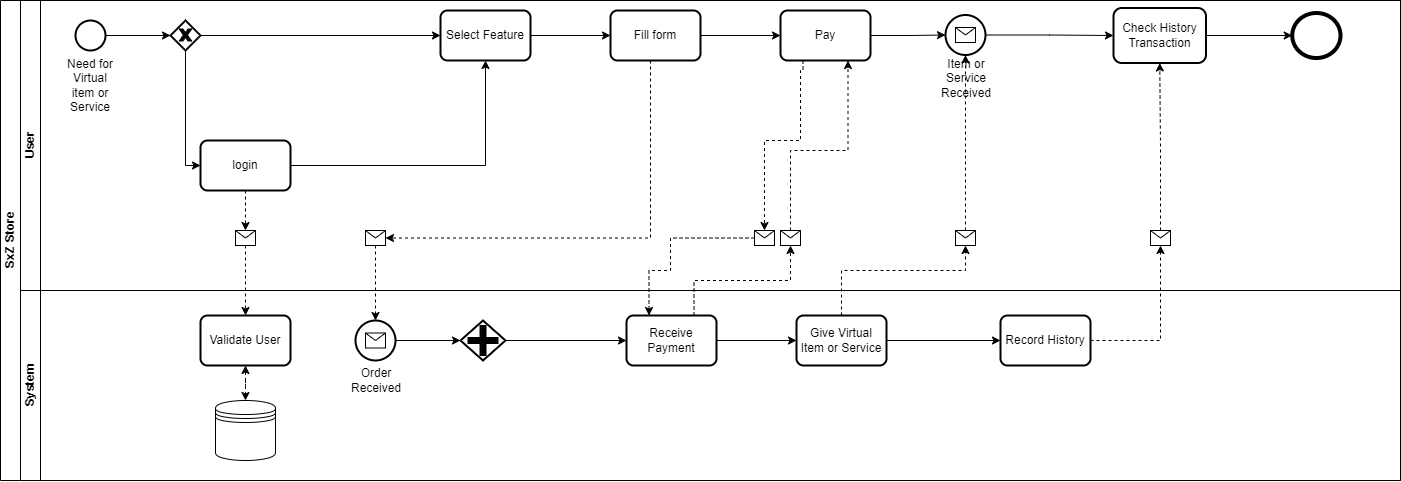 SxZ Store
User
Need for
Virtual
item or
Service
Select Feature
Fill form
Pay
Item or
Service
Received
Check History
Transaction
login
System
Validate User
Order
Received
Receive
Payment
Give Virtual
Item or Service
Record History